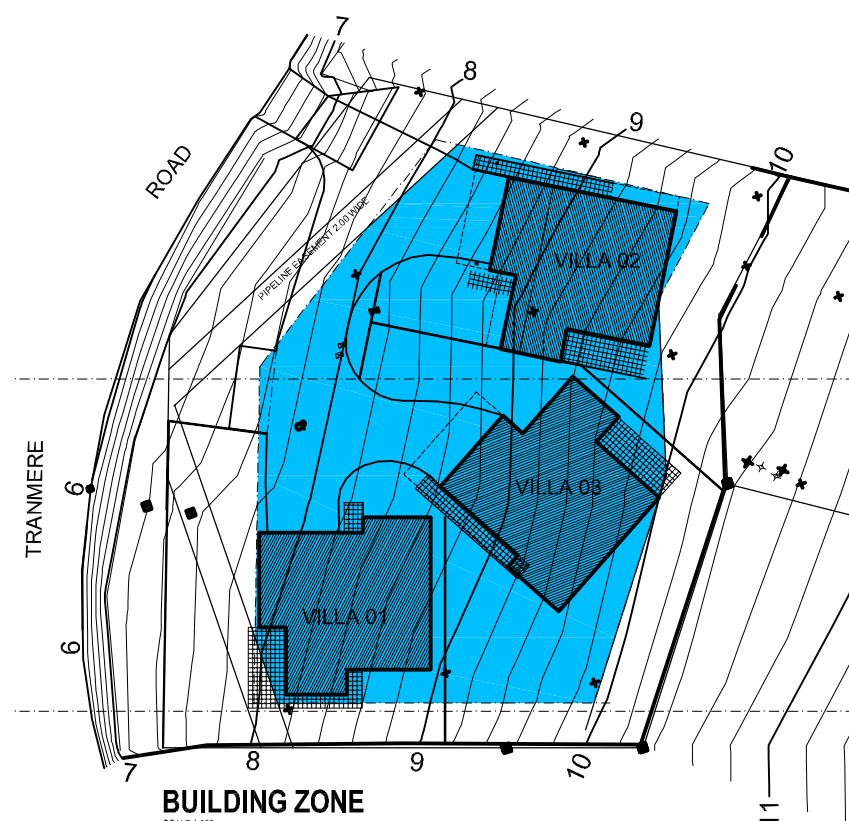 7
8
9
10
ROAD
PIPELINE EASEMENT 2.00 WIDE
VILLA 02
TRANMERE
6
VILLA 03
VILLA 01
6
7
8
9
10
11
BUILDING ZONE